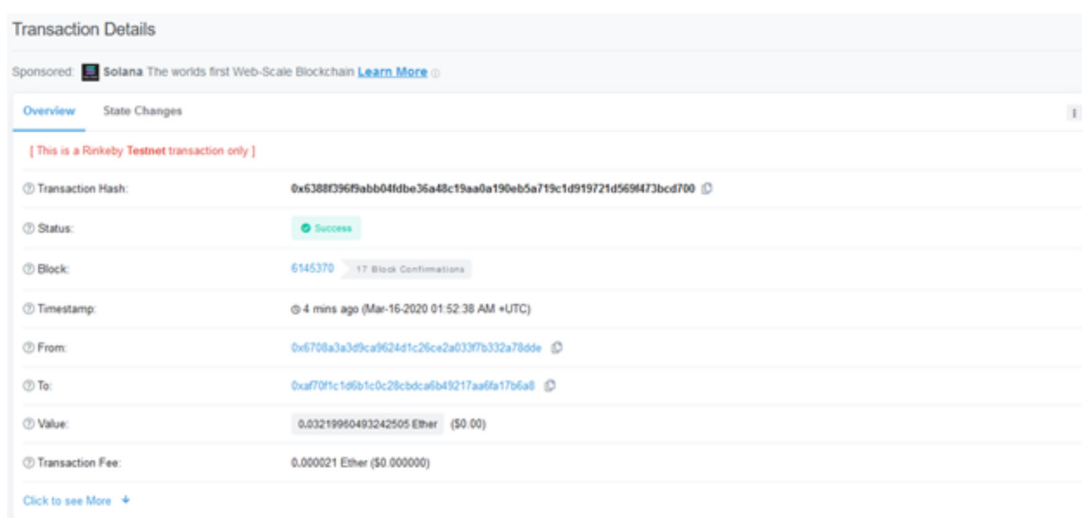 Transaction Details
Sponsored: Solana The worlds first Web-Scale Blockchain Learn More
Overview State Changes
[ This is a Rinkeby Testnet transaction only ]
Transaction Hash: 0x6388f396f9abb04fdbe36a48c19aa0a190eb5a719c1d919721d569f473bcd700
Status: Success
Block: 6145370 17 Block Confirmations
Timestamp: 4 mins ago (Mar-16-2020 01:52:38 AM +UTC)
From: 0x6708a3a3d9ca9624d1c26ce2a033f7b332a78dde
To: 0xaf70f1c1d6b1c0c28cbdca6b49217aa6fa17b6a8
Value: 0.03219960493242505 Ether ($0.00)
Transaction Fee: 0.000021 Ether ($0.000000)
Click to see More